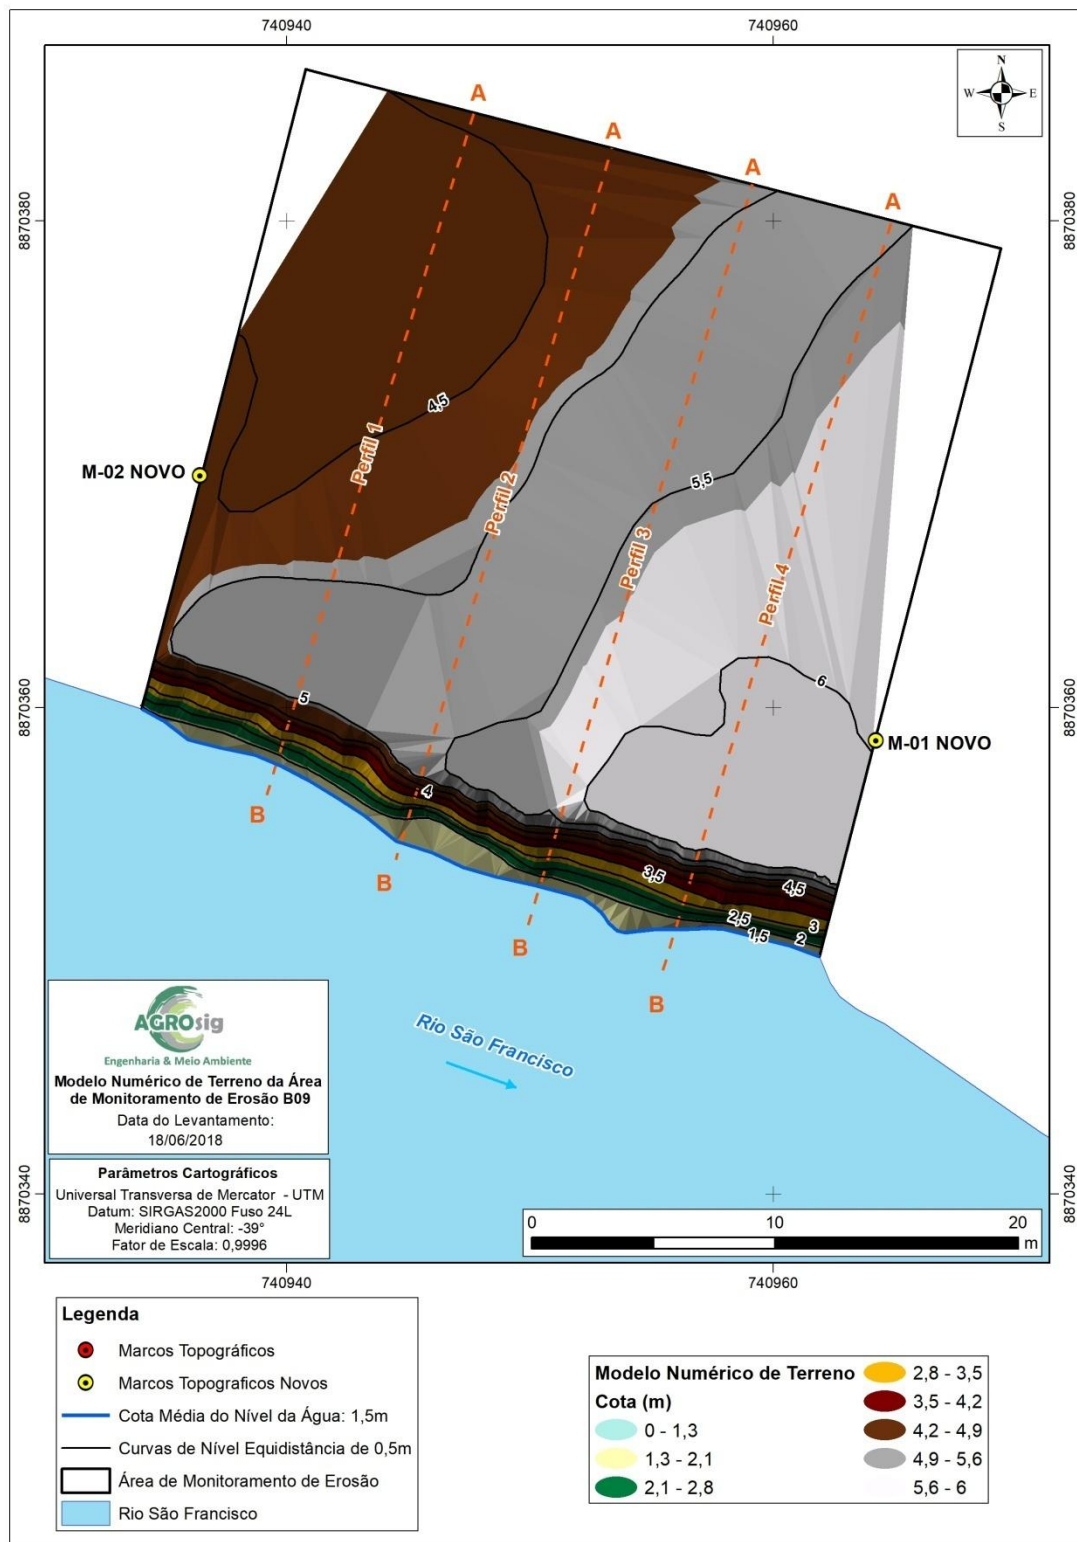 740940
740960
N
W
E
S
A
A
A
A
8870380
8870380
4,5
Perfil 1
M-02 NOVO
5,5
Perfil 2
Perfil 3
Perfil 4
6
5
8870360
8870360
M-01 NOVO
4
B
B
B
B
3,5
4,5
3
2,5
2
1,5
Rio São Francisco
AGROsig
Engenharia & Meio Ambiente
Modelo Numérico de Terreno da Área
de Monitoramento de Erosão B09
Data do Levantamento:
18/06/2018
Parâmetros Cartográficos
Universal Transversa de Mercator - UTM
Datum: SIRGAS2000 Fuso 24L
Meridiano Central: -39°
Fator de Escala: 0,9996
8870340
8870340
0
10
20
m
740940
740960
Legenda
Marcos Topográficos
Marcos Topograficos Novos
Cota Média do Nível da Água: 1,5m
Curvas de Nível Equidistância de 0,5m
Área de Monitoramento de Erosão
Rio São Francisco
Modelo Numérico de Terreno
Cota (m)
0 - 1,3
1,3 - 2,1
2,1 - 2,8
2,8 - 3,5
3,5 - 4,2
4,2 - 4,9
4,9 - 5,6
5,6 - 6